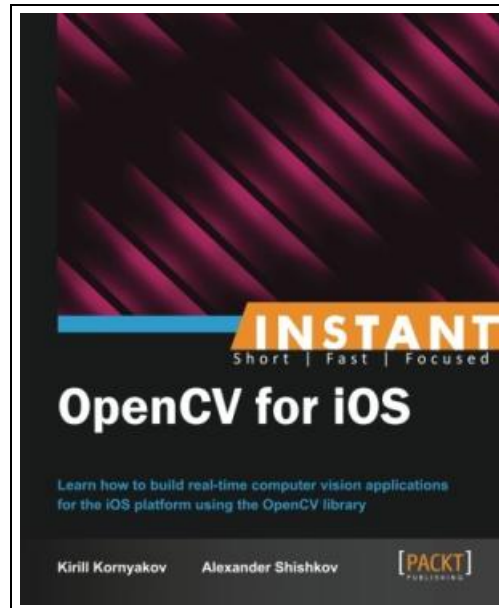 INSTANT
Short | Fast | Focused
OpenCV for iOS
Learn how to build real-time computer vision applications
for the iOS platform using the OpenCV library
Kirill Kornyakov Alexander Shishkov [PACKT]
PUBLISHING